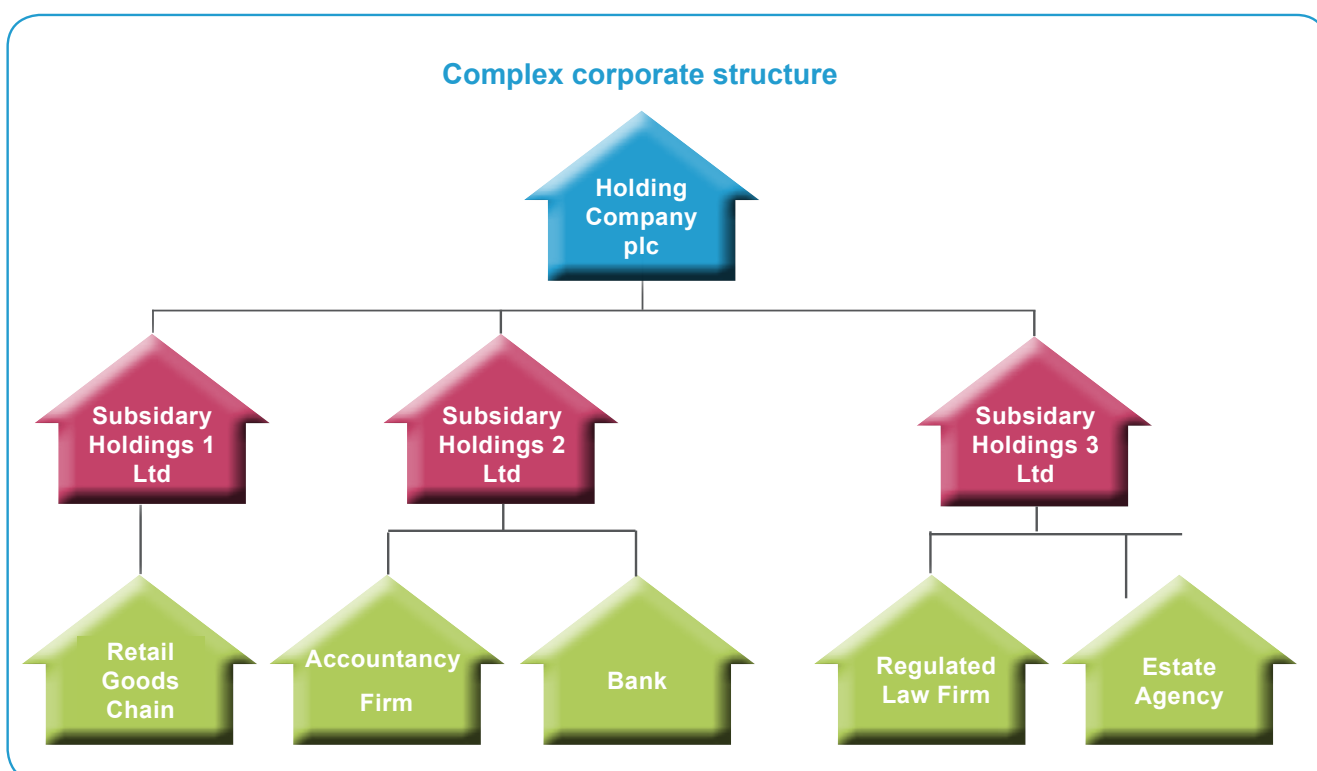 Complex corporate structure
Holding
Company
plc
Subsidary
Holdings 1
Ltd
Subsidary
Holdings 2
Ltd
Subsidary
Holdings 3
Ltd
Retail
Goods
Chain
Accountancy
Firm
Bank
Regulated
Law Firm
Estate
Agency